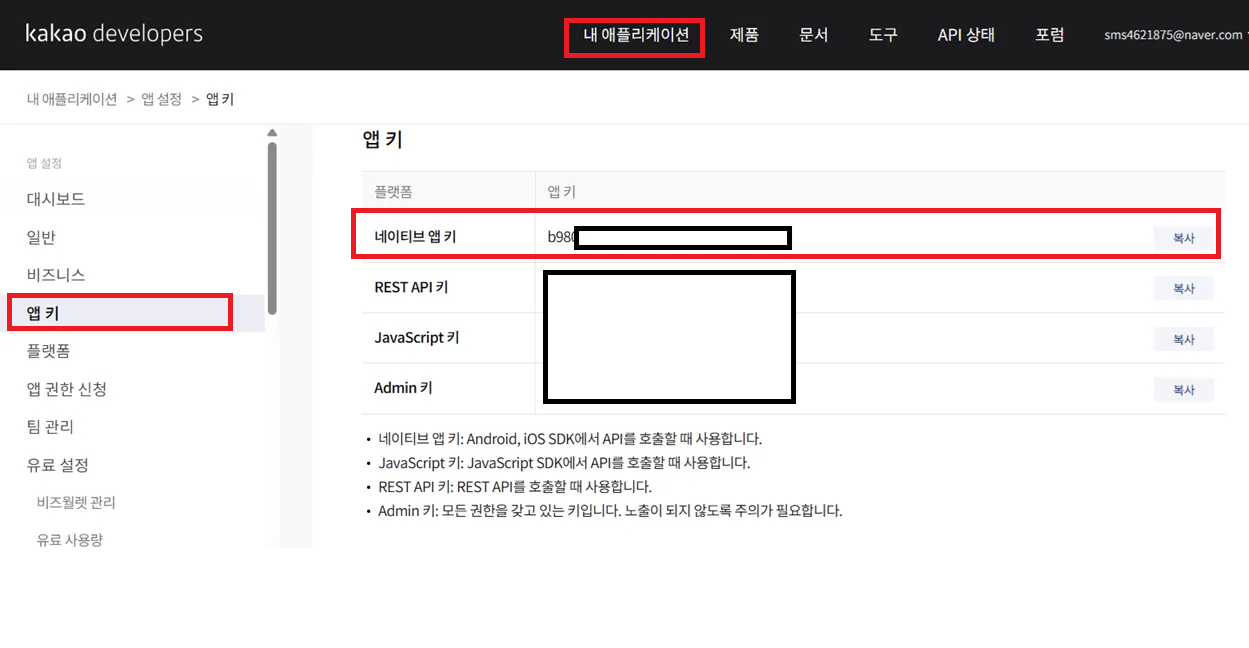 kakao developers 내 애플리케이션 제품 문서 도구 API 상태 포럼 sms4621875@naver.com
내 애플리케이션 > 앱 설정 > 앱 키
앱 설정
대시보드
일반
비즈니스
앱 키
플랫폼
앱 권한 신청
팀 관리
유료 설정
비즈월렛 관리
유료 사용량
앱 키
플랫폼 앱 키
네이티브 앱 키 b980 복사
REST API 키 복사
JavaScript 키 복사
Admin 키 복사
• 네이티브 앱 키: Android, iOS SDK에서 API를 호출할 때 사용합니다.
• JavaScript 키: JavaScript SDK에서 API를 호출할 때 사용합니다.
• REST API 키: REST API를 호출할 때 사용합니다.
• Admin 키: 모든 권한을 갖고 있는 키입니다. 노출이 되지 않도록 주의가 필요합니다.